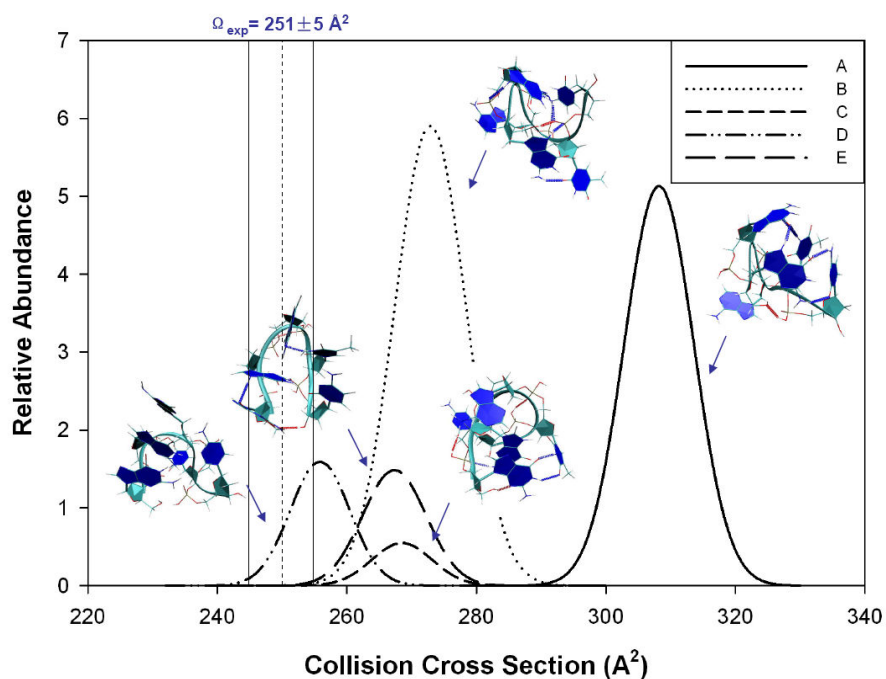 Ω exp= 251±5 Å²
7
6
5
4
3
2
1
0
Relative Abundance
A
B
C
D
E
220 240 260 280 300 320 340
Collision Cross Section (A²)